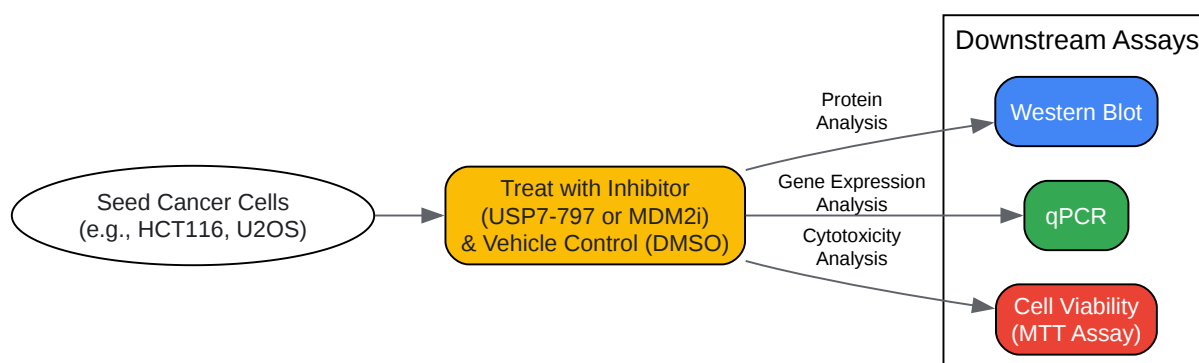 Seed Cancer Cells
(e.g., HCT116, U2OS)
Treat with Inhibitor
(USP7-797 or MDM2i)
& Vehicle Control (DMSO)
Protein
Analysis
Gene Expression
Analysis
Cytotoxicity
Analysis
Downstream Assays
Western Blot
qPCR
Cell Viability
(MTT Assay)